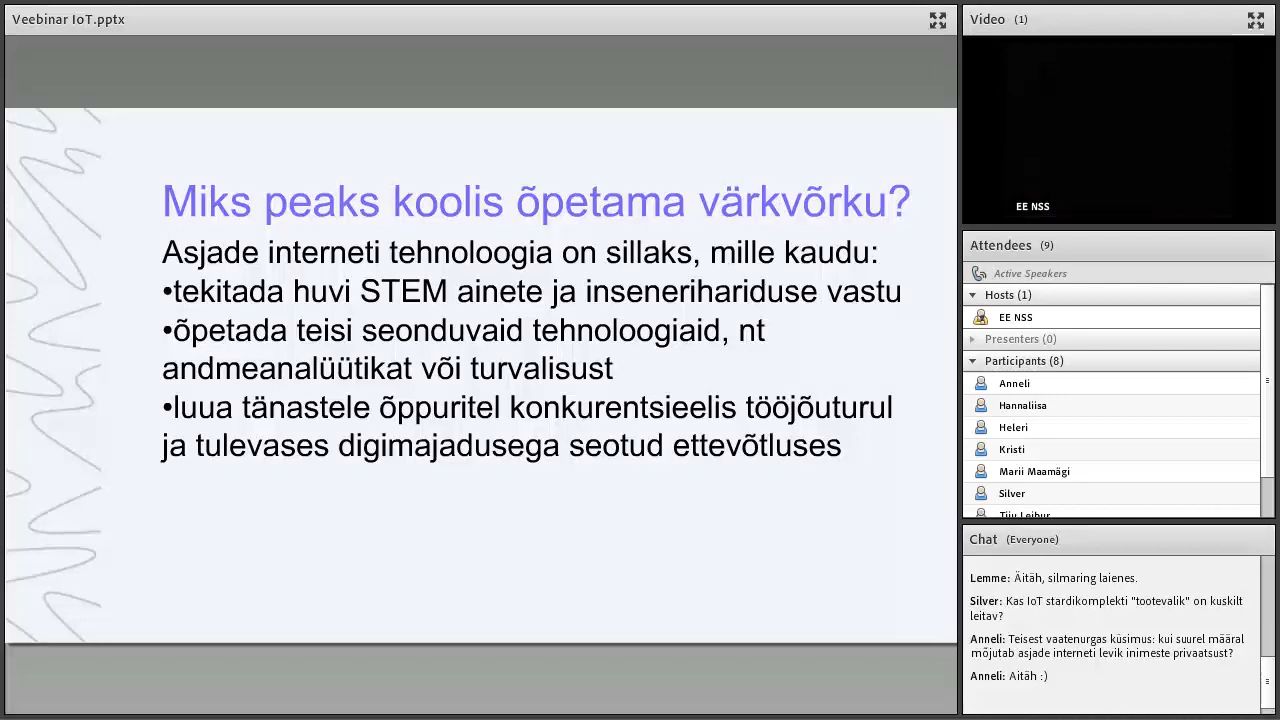 Veebinar IoT.pptx
Miks peaks koolis õpetama värkvõrku?
Asjade interneti tehnoloogia on sillaks, mille kaudu:
•tekitada huvi STEM ainete ja insenerihariduse vastu
•õpetada teisi seonduvaid tehnoloogiaid, nt
andmeanalüütikat või turvalisust
•luua tänastele õppuritel konkurentsieelis tööjõuturul
ja tulevases digimajadusega seotud ettevõtluses
Video (1)
EE NSS
Attendees (9)
Active Speakers
Hosts (1)
EE NSS
Presenters (0)
Participants (8)
Anneli
Hannaliisa
Heleri
Kristi
Marii Maamägi
Silver
Chat (Everyone)
Lemme: Äitäh, silmaring laienes.
Silver: Kas IoT stardikomplekti "tootevalik" on kuskilt
leitav?
Anneli: Teisest vaatenurgas küsimus: kui suurel määral
mõjutab asjade interneti levik inimeste privaatsust?
Anneli: Aitäh :)